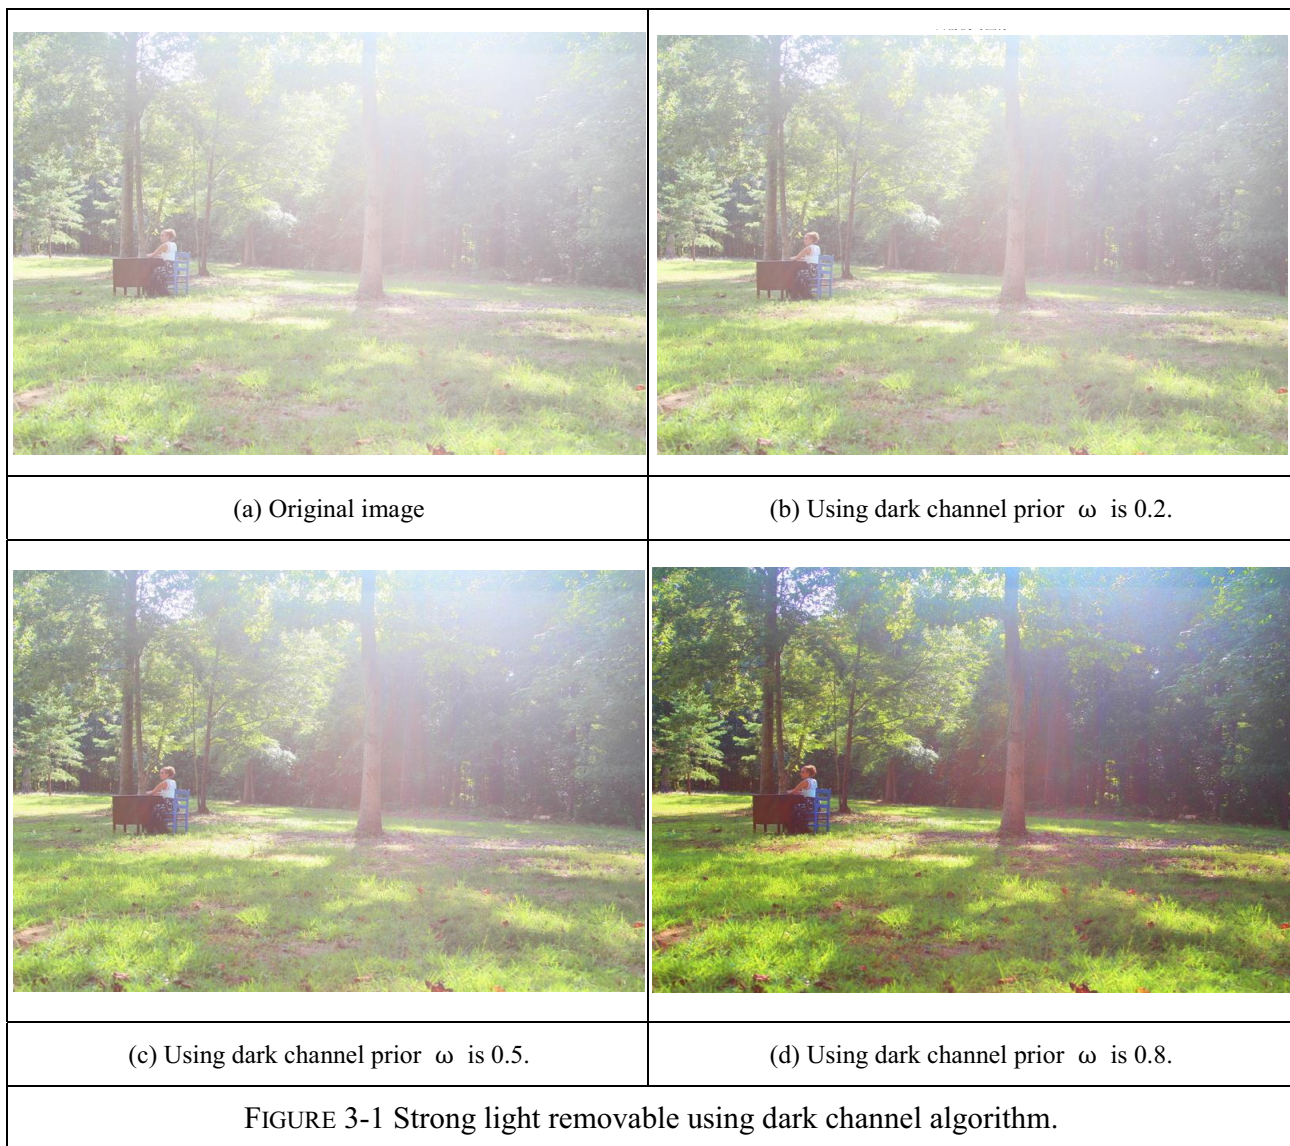 (a) Original image
(b) Using dark channel prior ω is 0.2.
(c) Using dark channel prior ω is 0.5.
(d) Using dark channel prior ω is 0.8.
FIGURE 3-1 Strong light removable using dark channel algorithm.